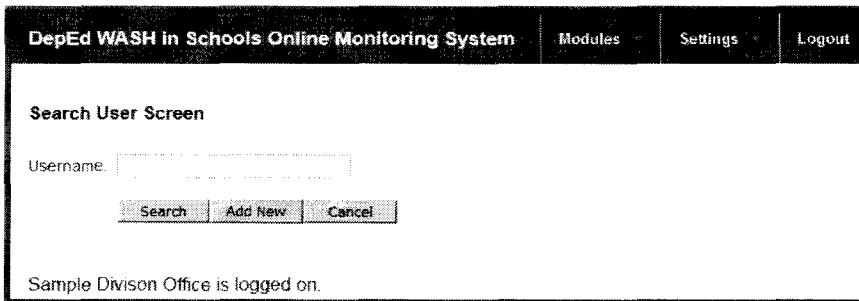 DepEd WASH in Schools Online Monitoring System Modules Settings Logout
Search User Screen
Username.
Search Add New Cancel
Sample Divison Office is logged on.